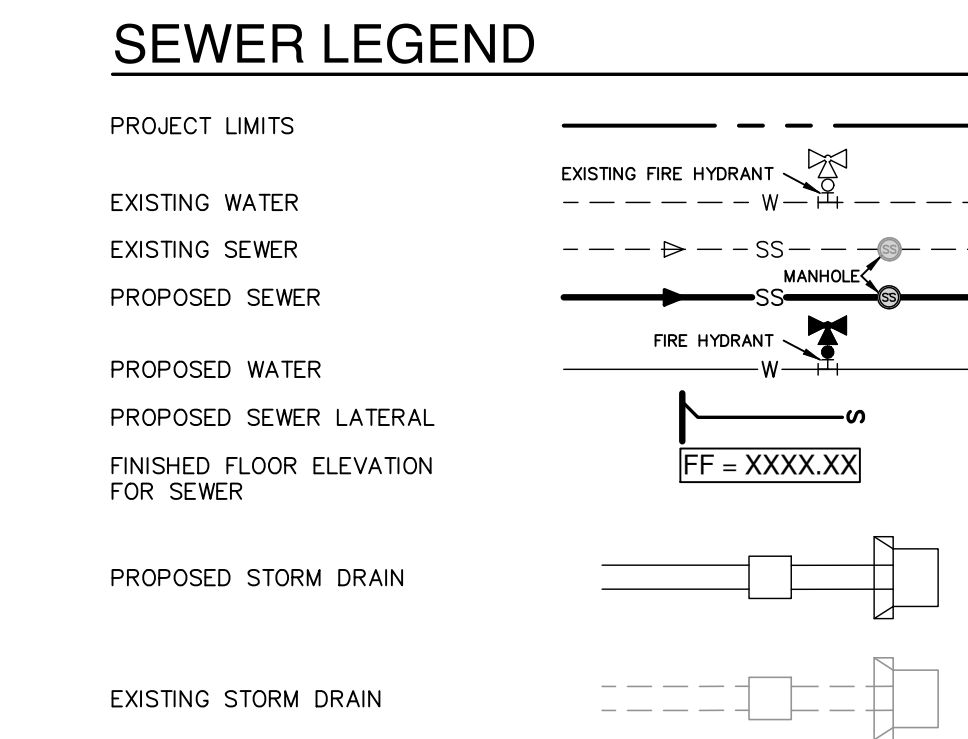 SEWER LEGEND
PROJECT LIMITS
EXISTING FIRE HYDRANT
EXISTING WATER
W
EXISTING SEWER
SS
SS
MANHOLE
PROPOSED SEWER
SS
SS
FIRE HYDRANT
PROPOSED WATER
W
PROPOSED SEWER LATERAL
S
FINISHED FLOOR ELEVATION
FOR SEWER
FF = XXXX.XX
PROPOSED STORM DRAIN
EXISTING STORM DRAIN